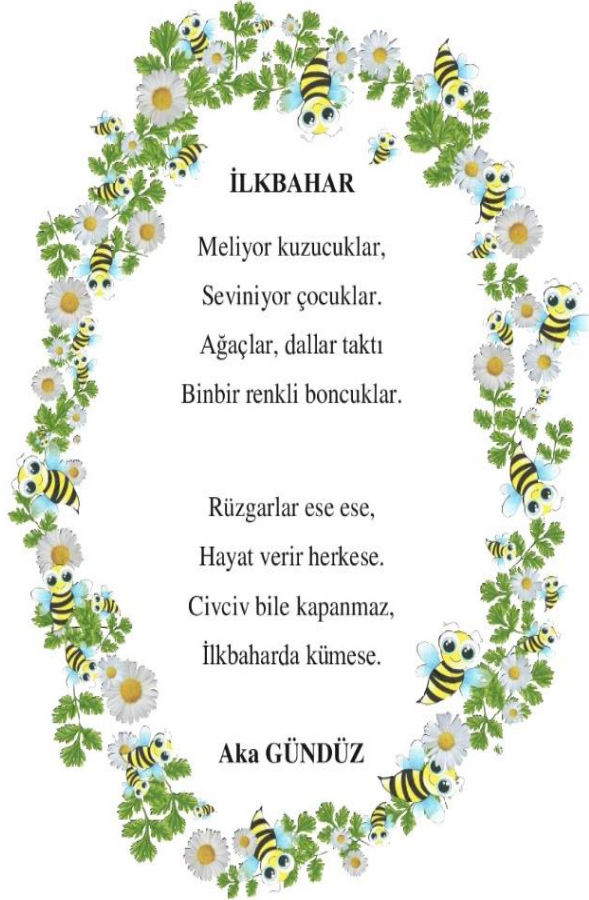 İLKBAHAR
Meliyor kuzucuklar,
Seviniyor çocuklar.
Ağaçlar, dallar taktı
Binbir renkli boncuklar.
Rüzgarlar ese ese,
Hayat verir herkese.
Civciv bile kapanmaz,
İlkbaharda kümese.
Aka GÜNDÜZ